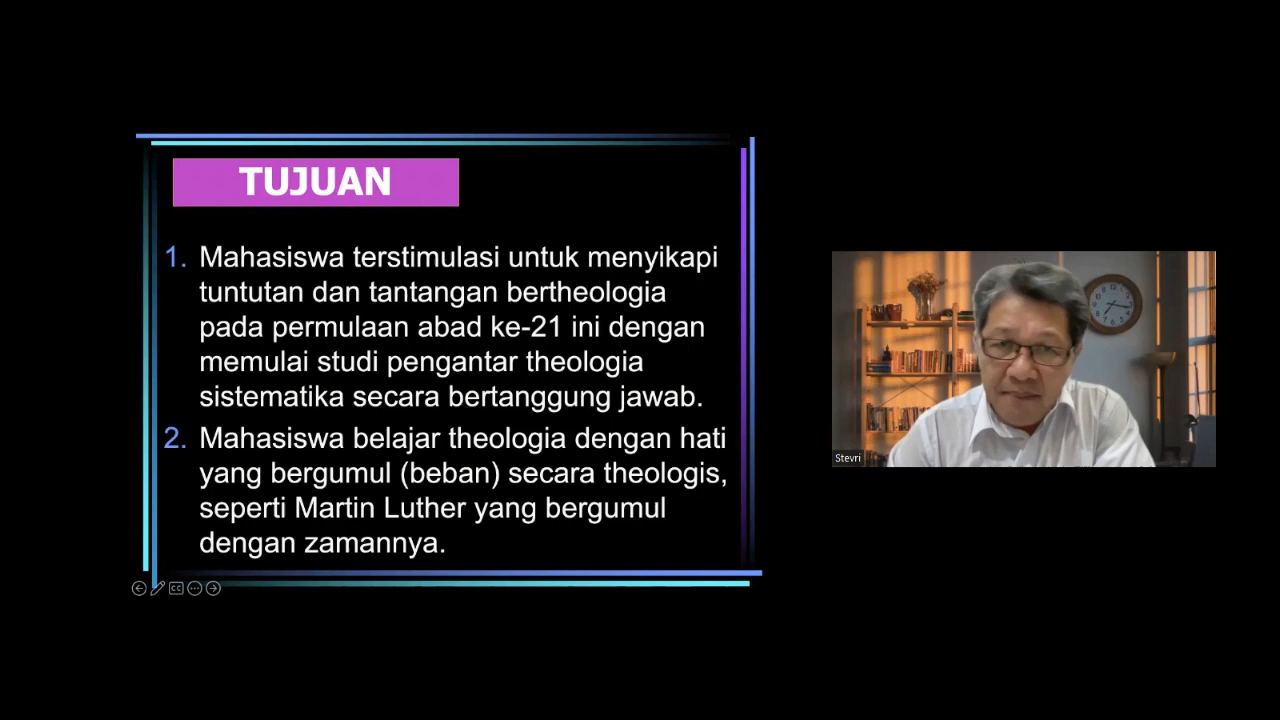 TUJUAN
1. Mahasiswa terstimulasi untuk menyikapi
tuntutan dan tantangan bertheologia
pada permulaan abad ke-21 ini dengan
memulai studi pengantar theologia
sistematika secara bertanggung jawab.
2. Mahasiswa belajar theologia dengan hati
yang bergumul (beban) secara theologis,
seperti Martin Luther yang bergumul
dengan zamannya.
CC
Stevri